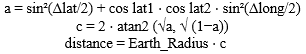 a = sin²(Δlat/2) + cos lat1 · cos lat2 · sin²(Δlong/2)
c = 2 · atan2 (√a, √ (1−a))
distance = Earth_Radius · c